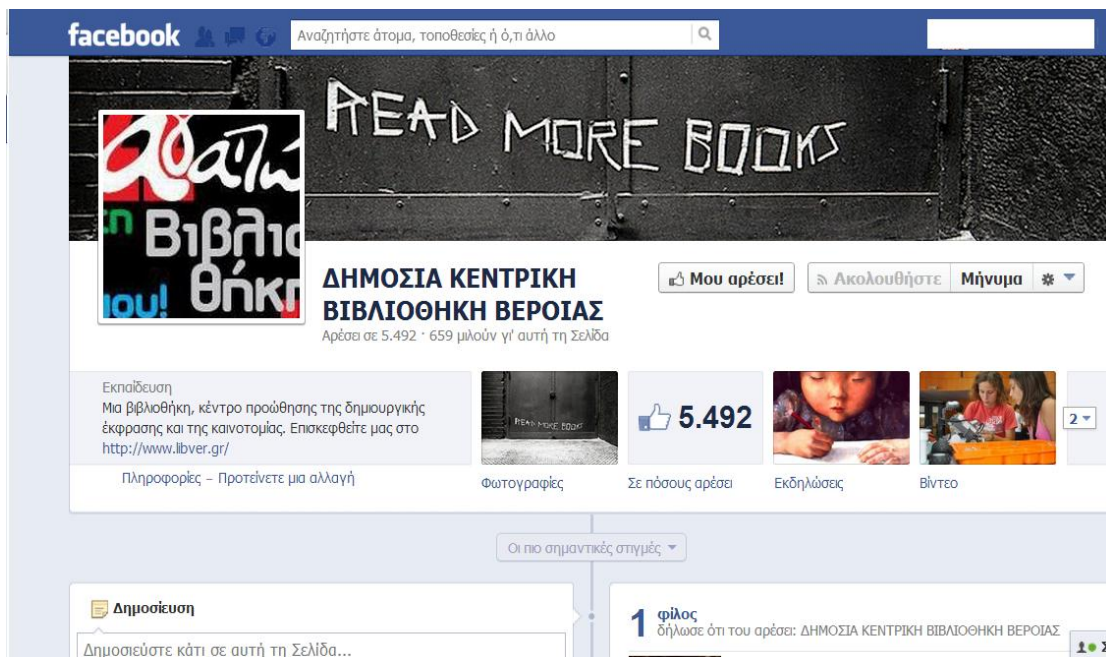 facebook
Αναζητήστε άτομα, τοποθεσίες ή ό,τι άλλο
READ MORE BOOKS
αγαπώ
Βιβλιο
θήκη
μου!
ΔΗΜΟΣΙΑ ΚΕΝΤΡΙΚΗ
ΒΙΒΛΙΟΘΗΚΗ ΒΕΡΟΙΑΣ
Αρέσει σε 5.492 · 659 μιλούν γι' αυτή τη Σελίδα
Μου αρέσει!
Ακολουθήστε
Μήνυμα
Εκπαίδευση
Μια βιβλιοθήκη, κέντρο προώθησης της δημιουργικής
έκφρασης και της καινοτομίας. Επισκεφθείτε μας στο
http://www.libver.gr/
Πληροφορίες – Προτείνετε μια αλλαγή
READ MORE BOOKS
Φωτογραφίες
5.492
Σε πόσους αρέσει
Εκδηλώσεις
Βίντεο
2
Οι πιο σημαντικές στιγμές
Δημοσίευση
Δημοσιεύστε κάτι σε αυτή τη Σελίδα...
1 φίλος
δήλωσε ότι του αρέσει: ΔΗΜΟΣΙΑ ΚΕΝΤΡΙΚΗ ΒΙΒΛΙΟΘΗΚΗ ΒΕΡΟΙΑΣ